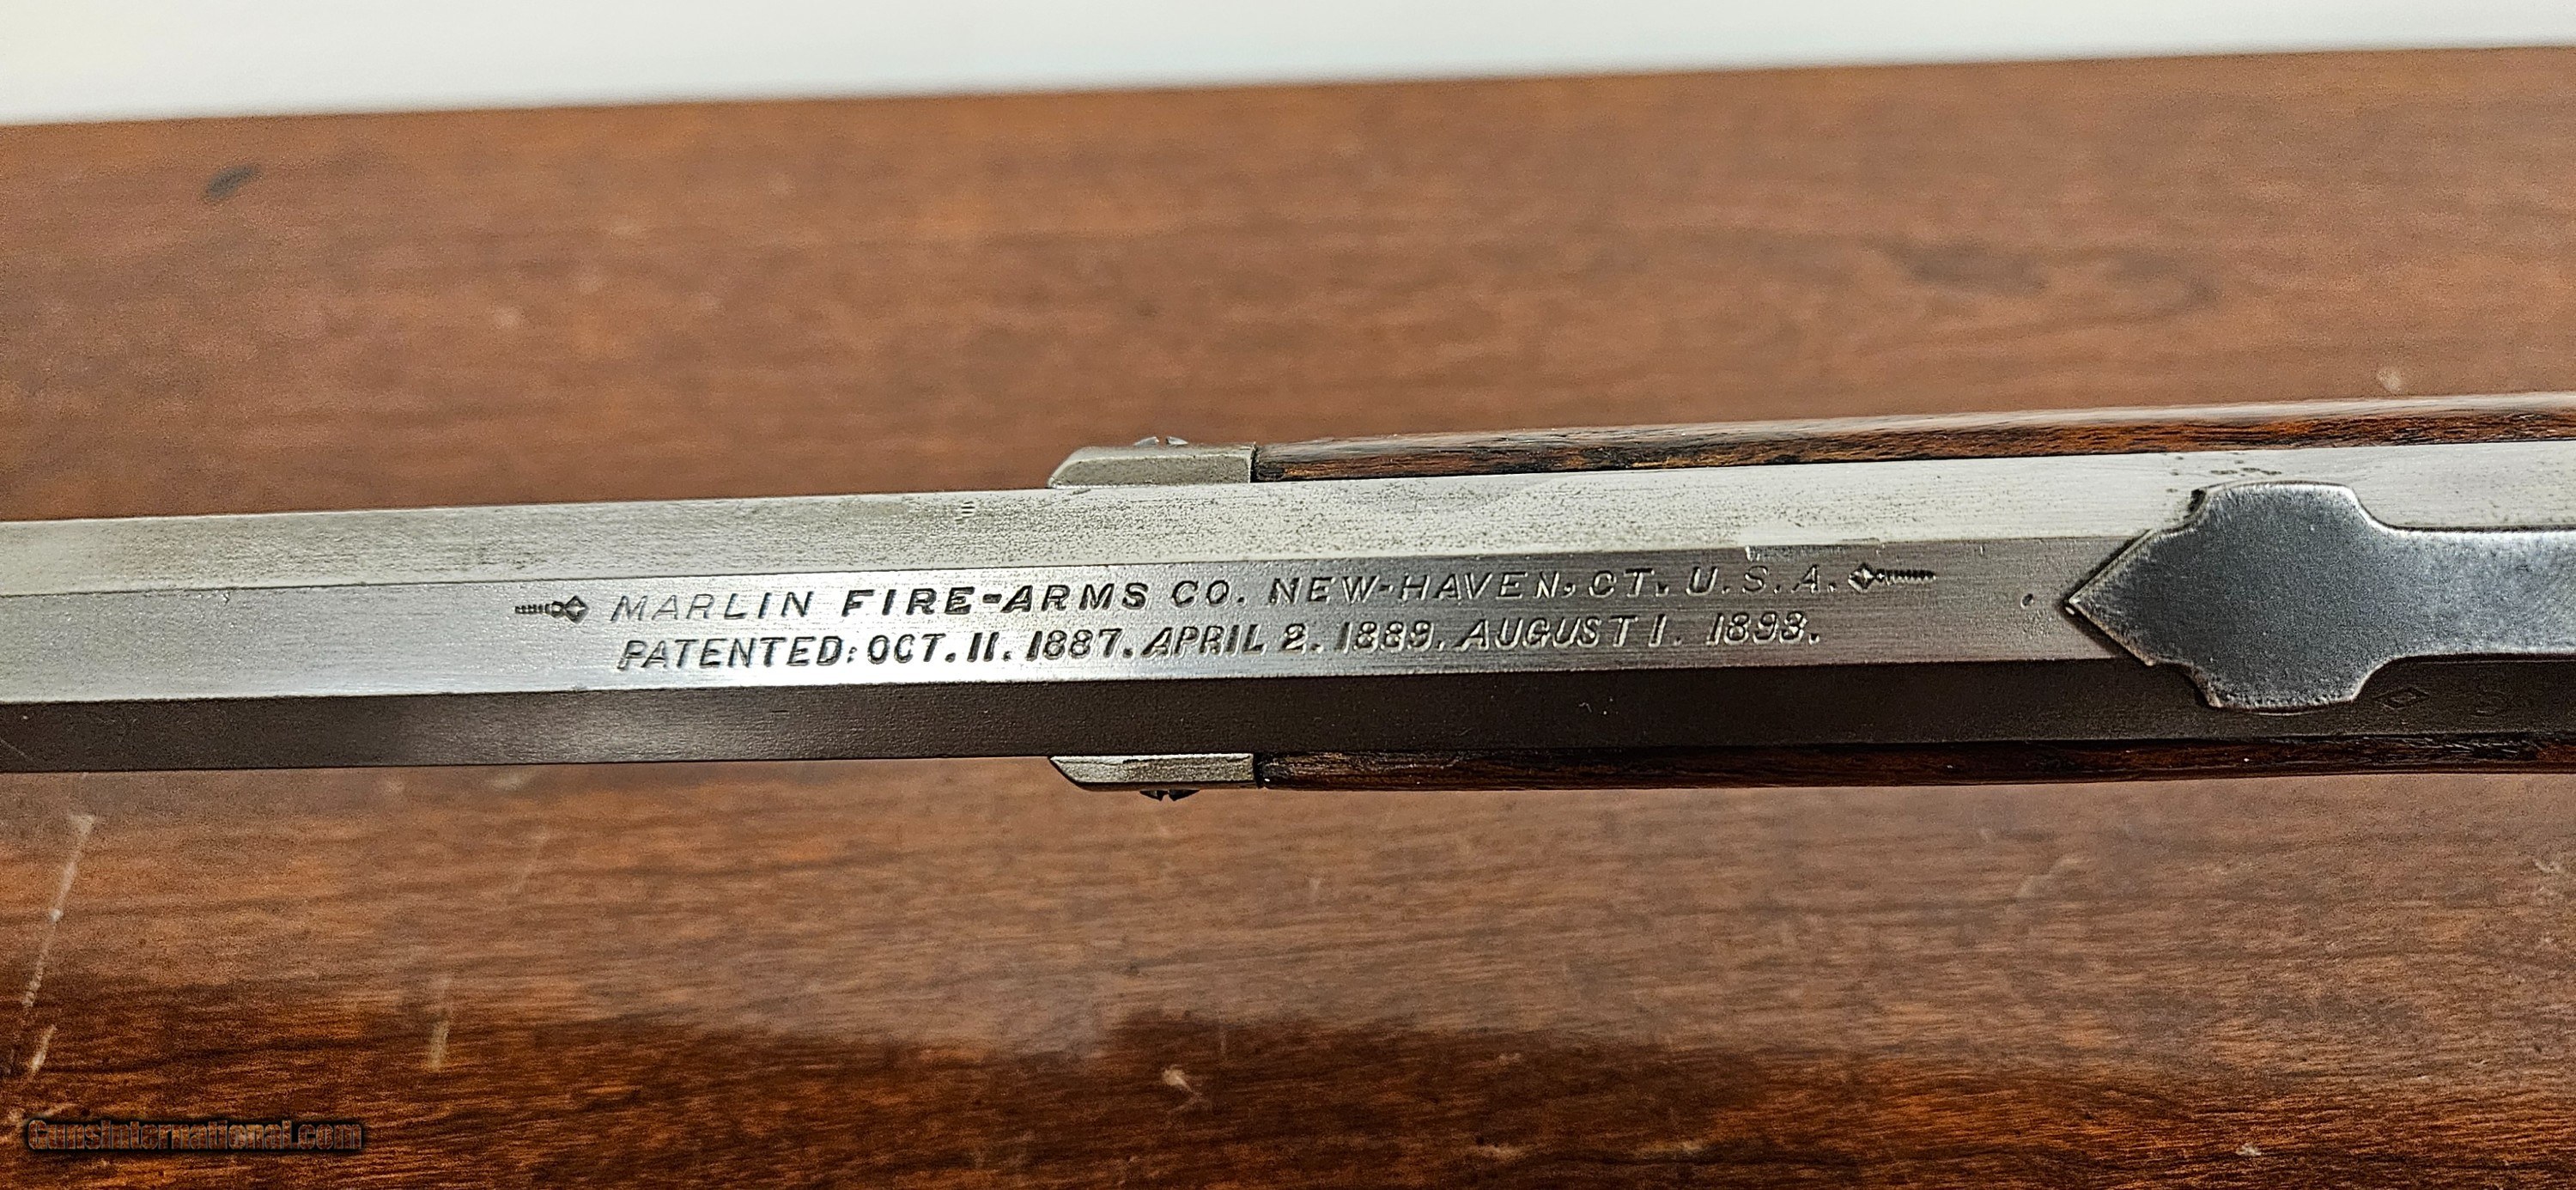 MARLIN FIRE-ARMS CO. NEW-HAVEN, CT. U.S.A.
PATENTED: OCT. 11. 1887. APRIL 2. 1889. AUGUST 1. 1893.
S
GunsInternational.com